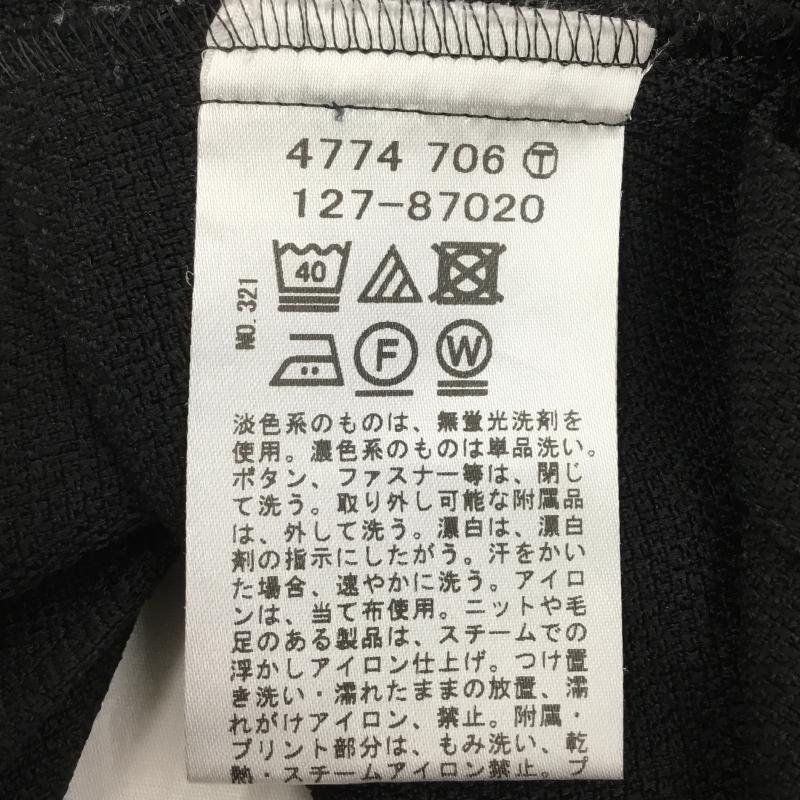 4774 706 Ⓣ
127-87020
NO.321
40
F W
淡色系のものは、無蛍光洗剤を
使用。濃色系のものは単品洗い。
ボタン、ファスナー等は、閉じ
て洗う。取り外し可能な附属品
は、外して洗う。漂白は、漂白
剤の指示にしたがう。汗をかい
た場合、速やかに洗う。アイロ
ンは、当て布使用。ニットや毛
足のある製品は、スチームでの
浮かしアイロン仕上げ。つけ置
き洗い・濡れたままの放置、濡
れがけアイロン、禁止。附属・
プリント部分は、もみ洗い、乾
熱・スチームアイロン禁止。プ